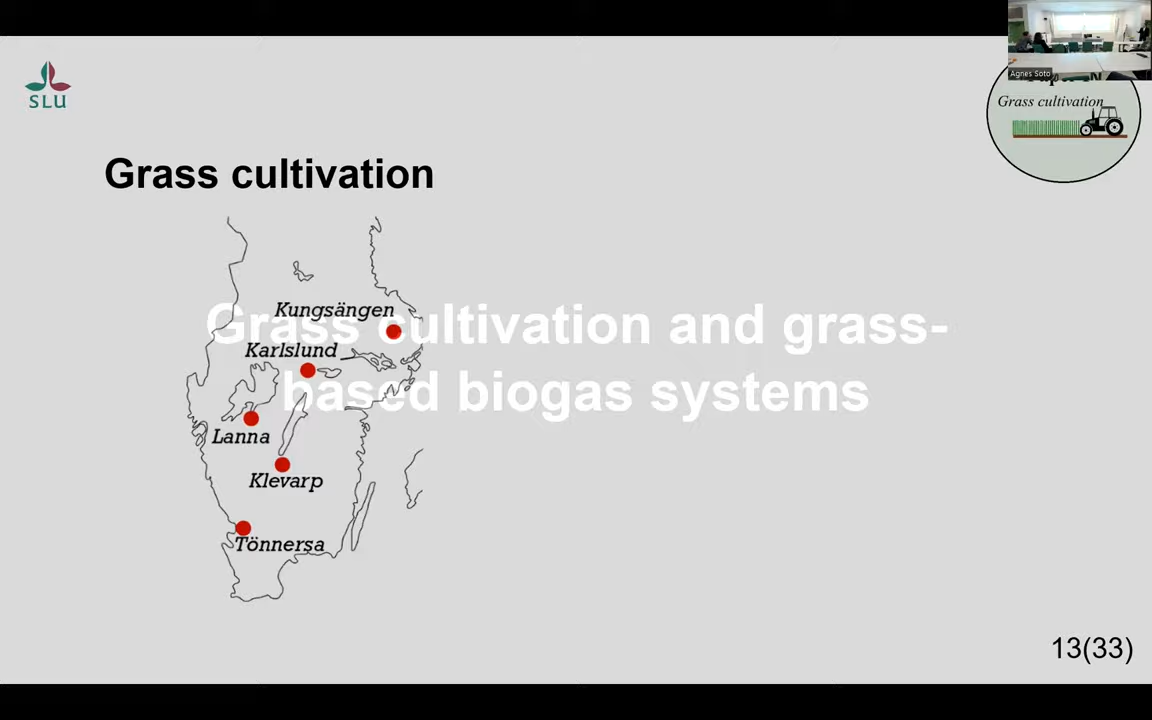 Agnes Soto
SLU
Grass cultivation
Grass cultivation
Kungsängen
Grass cultivation and grass-
Karlslund
based biogas systems
Lanna
Klevarp
Tönnersa
13(33)